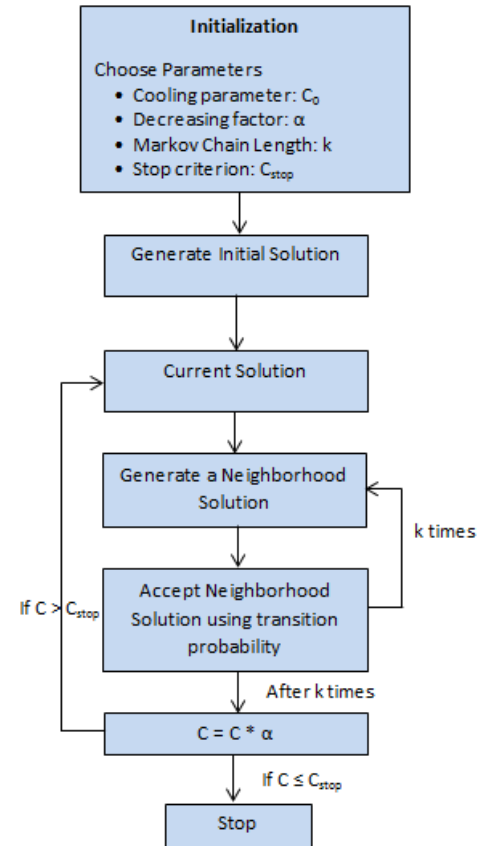 Initialization
Choose Parameters
• Cooling parameter: C₀
• Decreasing factor: α
• Markov Chain Length: k
• Stop criterion: Cstop
Generate Initial Solution
Current Solution
Generate a Neighborhood
Solution
k times
Accept Neighborhood
Solution using transition
probability
If C > Cstop
After k times
C = C * α
If C ≤ Cstop
Stop